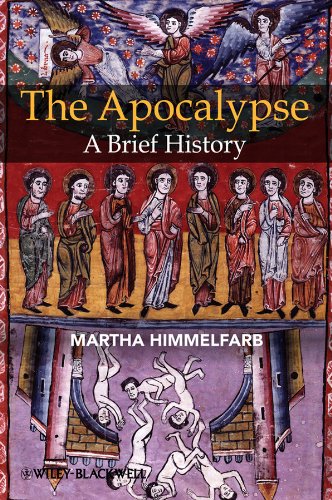 The Apocalypse
A Brief History
MARTHA HIMMELFARB
WILEY-BLACKWELL